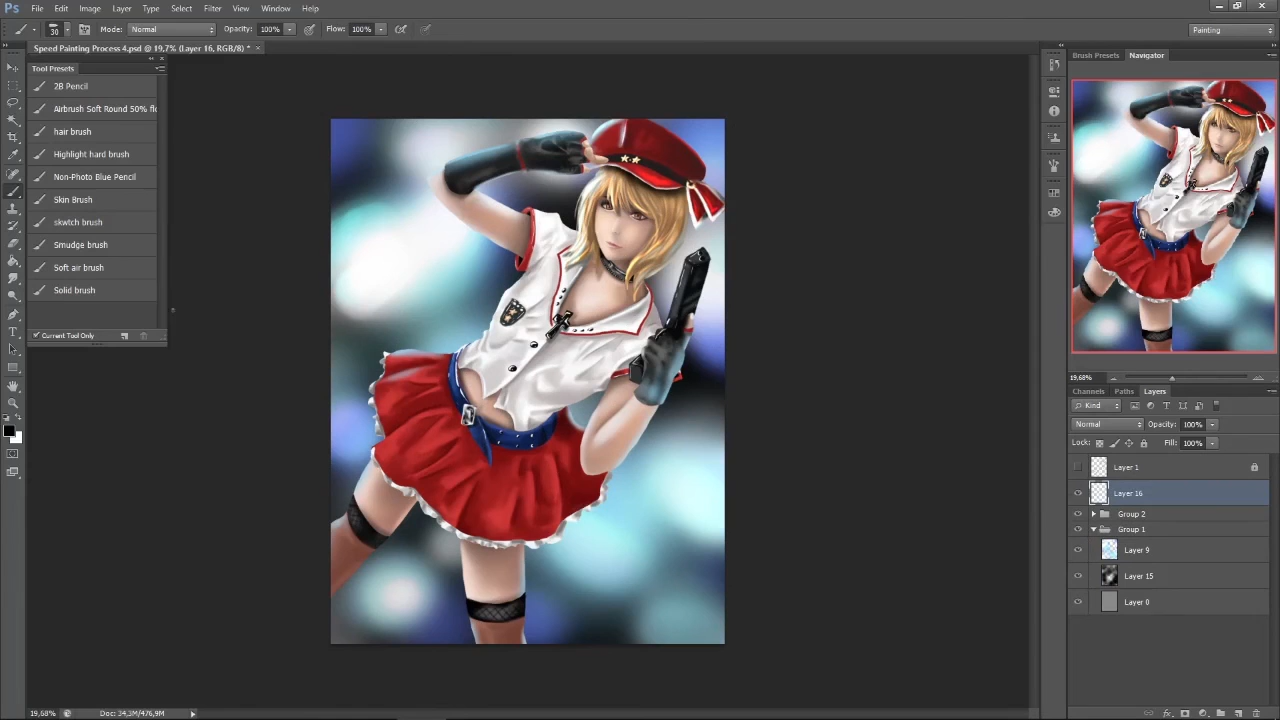 Ps File Edit Image Layer Type Select Filter View Window Help
30 Mode: Normal Opacity: 100% Flow: 100% Painting
Speed Painting Process 4.psd @ 19,7% (Layer 16, RGB/8) * ×
Tool Presets
2B Pencil
Airbrush Soft Round 50% flo
hair brush
Highlight hard brush
Non-Photo Blue Pencil
Skin Brush
skwtch brush
Smudge brush
Soft air brush
Solid brush
Current Tool Only
Brush Presets Navigator
19,68%
Channels Paths Layers
Kind
Normal Opacity: 100%
Lock: Fill: 100%
Layer 1
Layer 16
Group 2
Group 1
Layer 9
Layer 15
Layer 0
19,68% Doc: 34,3M/476,9M